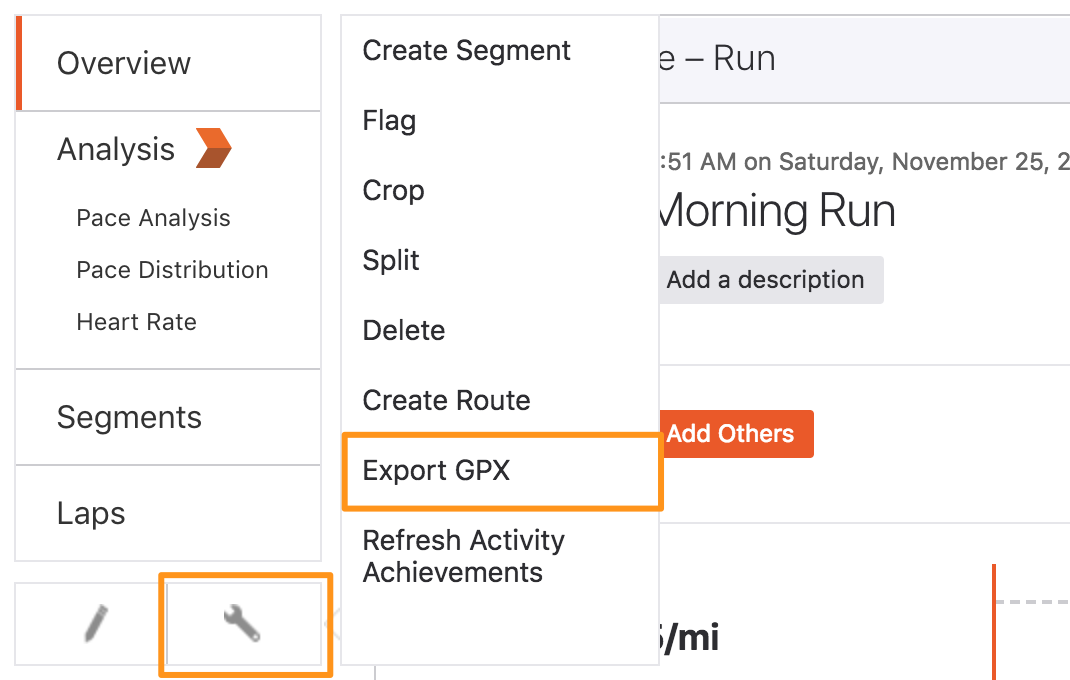 Overview
Analysis
Pace Analysis
Pace Distribution
Heart Rate
Segments
Laps
Create Segment
Flag
Crop
Split
Delete
Create Route
Export GPX
Refresh Activity
Achievements
e – Run
:51 AM on Saturday, November 25, 2
Morning Run
Add a description
Add Others
/mi